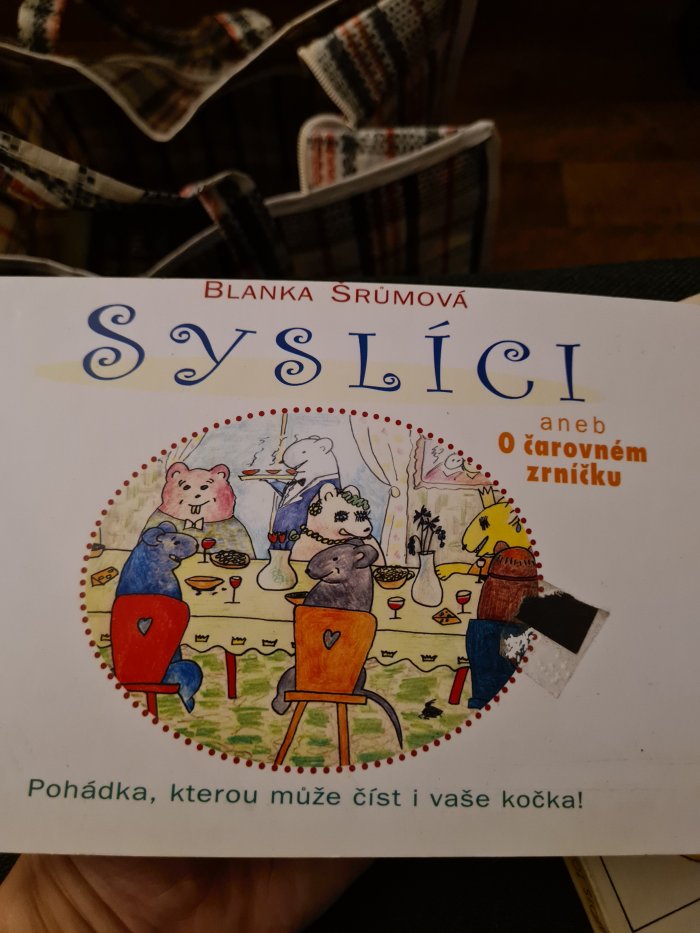 BLANKA ŠRŮMOVÁ
SYSLÍCI
aneb
O čarovném
zrníčku
Pohádka, kterou může číst i vaše kočka!